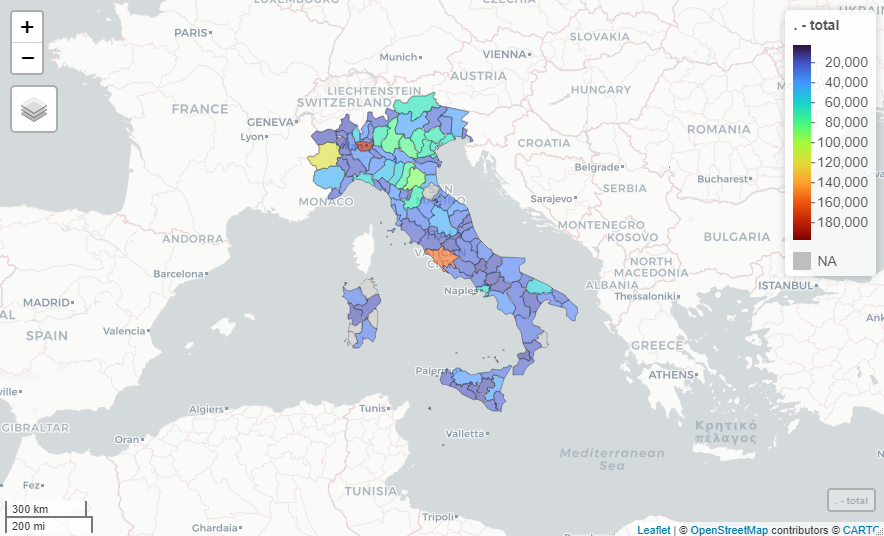 LUXEMBOURG
CZECHIA
UKRAIN
PARIS
SLOVAKIA
Munich
VIENNA
AUSTRIA
LIECHTENSTEIN
SWITZERLAND
HUNGARY
FRANCE
GENEVA
Lyon
CROATIA
ROMANIA
Belgrade
SERBIA
Bucharest
MONACO
Sarajevo
MONTENEGRO
KOSOVO
BULGARIA
ANDORRA
Barcelona
NORTH
MACEDONIA
ALBANIA
Naples
Thessaloniki
ISTANBUL
MADRID
SPAIN
Valencia
Ank
GREECE
ATHENS
Palermo
ville
GIBRALTAR
Algiers
Tunis
Oran
Valletta
Κρητικό
πέλαγος
Mediterranean
Sea
Fez
TUNISIA
Ghardaia
Tripoli
+
−
. - total
20,000
40,000
60,000
80,000
100,000
120,000
140,000
160,000
180,000
NA
300 km
200 mi
. - total
Leaflet | © OpenStreetMap contributors © CARTO